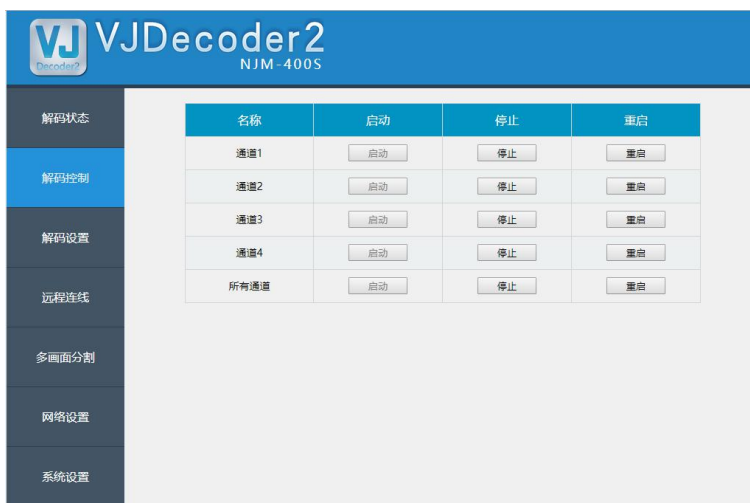 VJ
Decoder2
VJDecoder2
NJM-400S
解码状态
解码控制
解码设置
远程连线
多画面分割
网络设置
系统设置
名称 启动 停止 重启
通道1 启动 停止 重启
通道2 启动 停止 重启
通道3 启动 停止 重启
通道4 启动 停止 重启
所有通道 启动 停止 重启